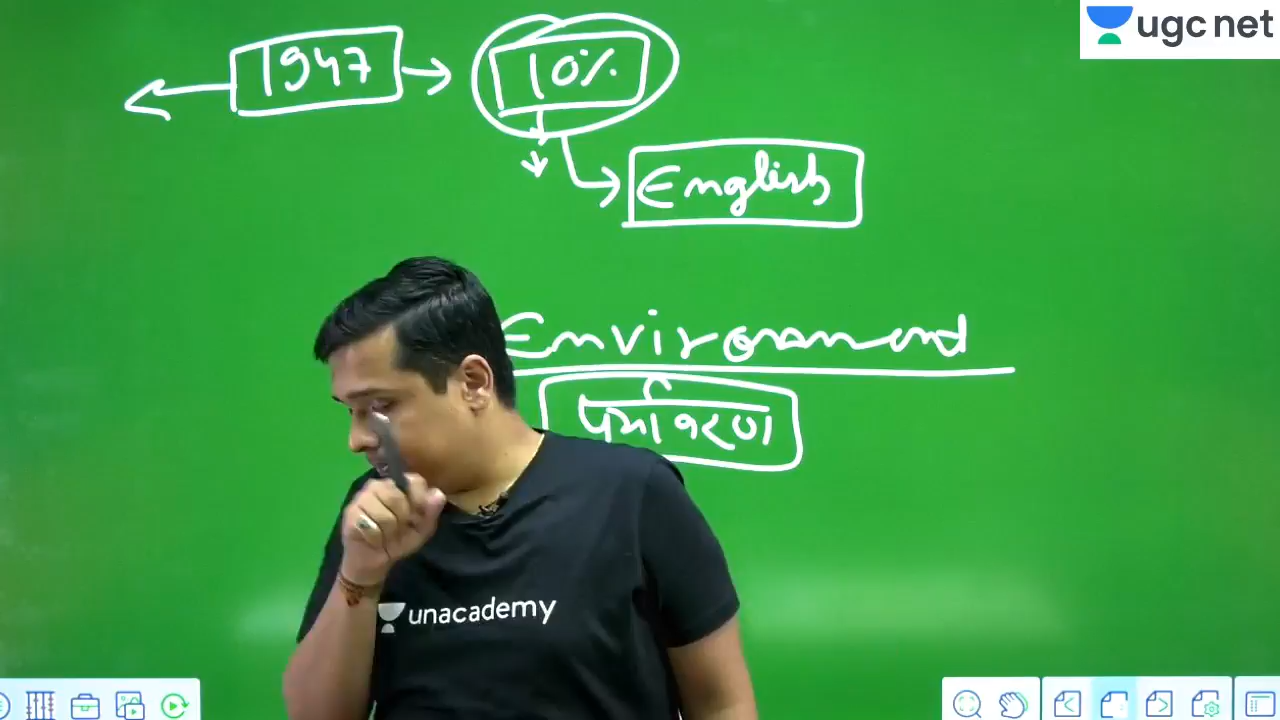 ugc net
1947 10%
English
Environment
पर्यावरण
unacademy